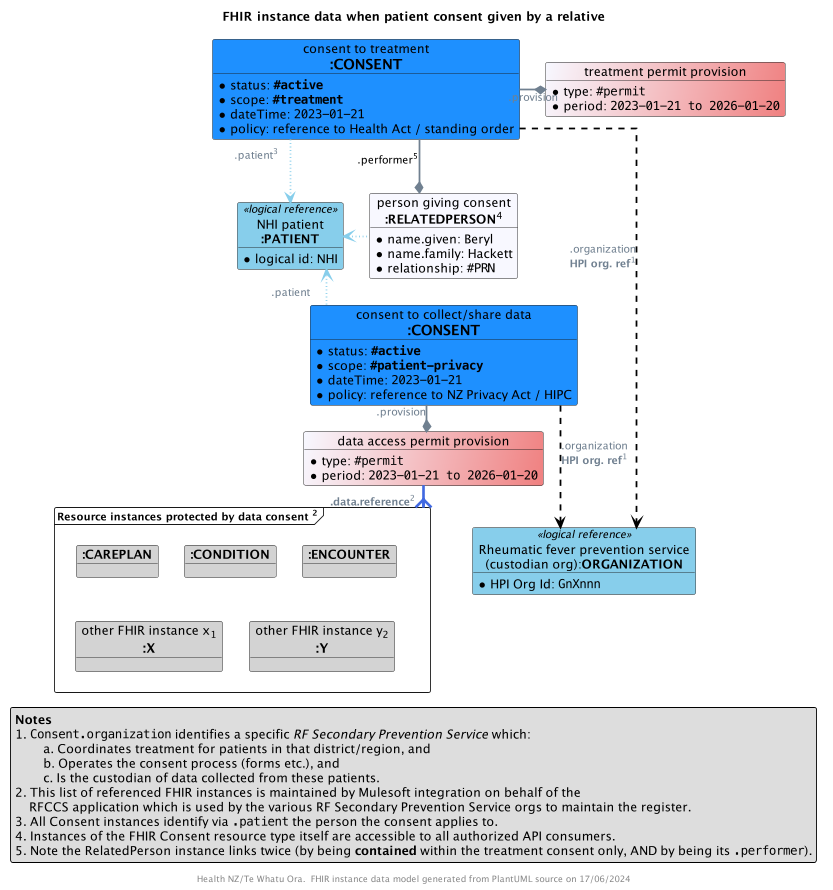 FHIR instance data when patient consent given by a relative
consent to treatment
:CONSENT
• status: #active
• scope: #treatment
• dateTime: 2023-01-21
• policy: reference to Health Act / standing order
.provision
treatment permit provision
• type: #permit
• period: 2023-01-21 to 2026-01-20
.patient3
.performer5
«logical reference»
NHI patient
:PATIENT
• logical id: NHI
person giving consent
:RELATEDPERSON4
• name.given: Beryl
• name.family: Hackett
• relationship: #PRN
.organization
HPI org. ref1
.patient
consent to collect/share data
:CONSENT
• status: #active
• scope: #patient-privacy
• dateTime: 2023-01-21
• policy: reference to NZ Privacy Act / HIPC
.provision
data access permit provision
• type: #permit
• period: 2023-01-21 to 2026-01-20
.organization
HPI org. ref1
.data.reference2
Resource instances protected by data consent 2
:CAREPLAN
:CONDITION
:ENCOUNTER
other FHIR instance x1
:X
other FHIR instance y2
:Y
«logical reference»
Rheumatic fever prevention service
(custodian org):ORGANIZATION
• HPI Org Id: GnXnnn
Notes
1. Consent.organization identifies a specific RF Secondary Prevention Service which:
a. Coordinates treatment for patients in that district/region, and
b. Operates the consent process (forms etc.), and
c. Is the custodian of data collected from these patients.
2. This list of referenced FHIR instances is maintained by Mulesoft integration on behalf of the
RFCCS application which is used by the various RF Secondary Prevention Service orgs to maintain the register.
3. All Consent instances identify via .patient the person the consent applies to.
4. Instances of the FHIR Consent resource type itself are accessible to all authorized API consumers.
5. Note the RelatedPerson instance links twice (by being contained within the treatment consent only, AND by being its .performer).
Health NZ/Te Whatu Ora. FHIR instance data model generated from PlantUML source on 17/06/2024